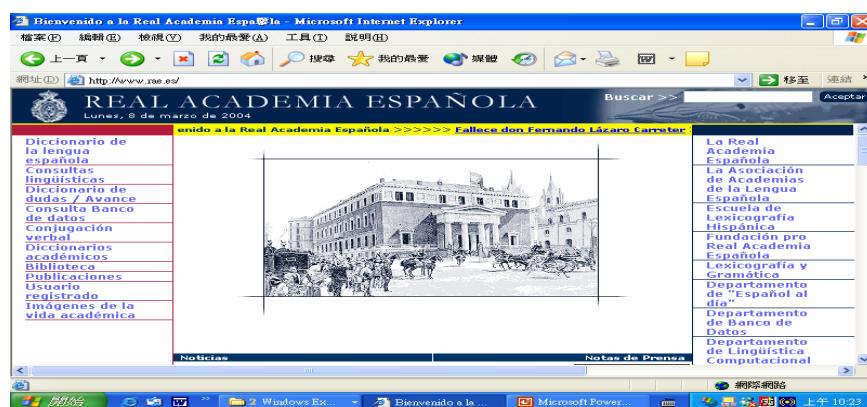 Bienvenido a la Real Academia Española - Microsoft Internet Explorer
檔案(F) 編輯(E) 檢視(V) 我的最愛(A) 工具(T) 說明(H)
上一頁 搜尋 我的最愛 媒體
網址(D) http://www.rae.es/ 移至 連結
REAL ACADEMIA ESPAÑOLA
Buscar >> Aceptar
Lunes, 8 de marzo de 2004
enido a la Real Academia Española >>>>>> Fallece don Fernando Lázaro Carreter
Diccionario de
la lengua
española
Consultas
lingüísticas
Diccionario de
dudas / Avance
Consulta Banco
de datos
Conjugación
verbal
Diccionarios
académicos
Biblioteca
Publicaciones
Usuario
registrado
Imágenes de la
vida académica
La Real
Academia
Española
La Asociación
de Academias
de la Lengua
Española
Escuela de
Lexicografía
Hispánica
Fundación pro
Real Academia
Española
Lexicografía y
Gramática
Departamento
de "Español al
día"
Departamento
de Banco de
Datos
Departamento
de Lingüística
Computacional
Noticias
Notas de Prensa
網際網路
開始 2 Windows Ex... Bienvenido a la ... Microsoft Power... 上午 10:23